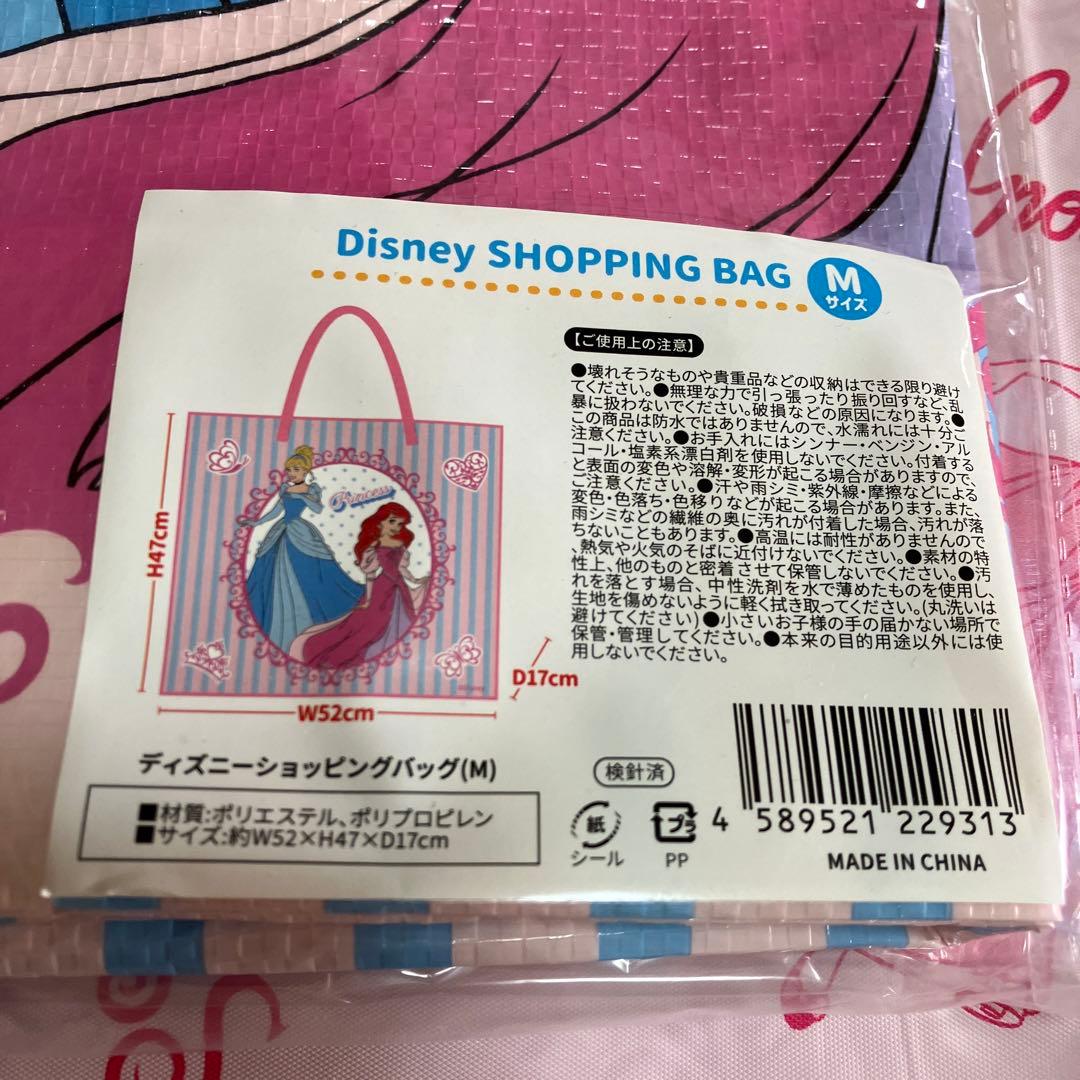 Disney SHOPPING BAG Mサイズ
【ご使用上の注意】
●壊れそうなものや貴重品などの収納はできる限り避け
てください。●無理な力で引っ張ったり振り回すなど、乱
暴に扱わないでください。破損などの原因になります。●
この商品は防水ではありませんので、水濡れには十分ご
注意ください。●お手入れにはシンナー・ベンジン・アル
コール・塩素系漂白剤を使用しないでください。付着する
と表面の変色や溶解・変形が起こる場合がありますので、
ご注意ください。●汗や雨シミ・紫外線・摩擦などによる
変色・色落ち・色移りなどが起こる場合があります。また、
雨シミなどの繊維の奥に汚れが付着した場合、汚れが落
ちないこともあります。●高温には耐性がありませんので
、熱気や火気のそばに近付けないでください。●素材の特
性上、他のものと密着させて保管しないでください。●汚
れを落とす場合、中性洗剤を水で薄めたものを使用し、
生地を傷めないように軽く拭き取ってください。(丸洗いは
避けてください)●小さいお子様の手の届かない場所で
保管・管理してください。●本来の目的用途以外には使
用しないでください。
Princess
H47cm
W52cm
D17cm
ディズニーショッピングバッグ(M)
■材質:ポリエステル、ポリプロピレン
■サイズ:約W52×H47×D17cm
検針済
紙
シール
プラ
PP
4 589521 229313
MADE IN CHINA